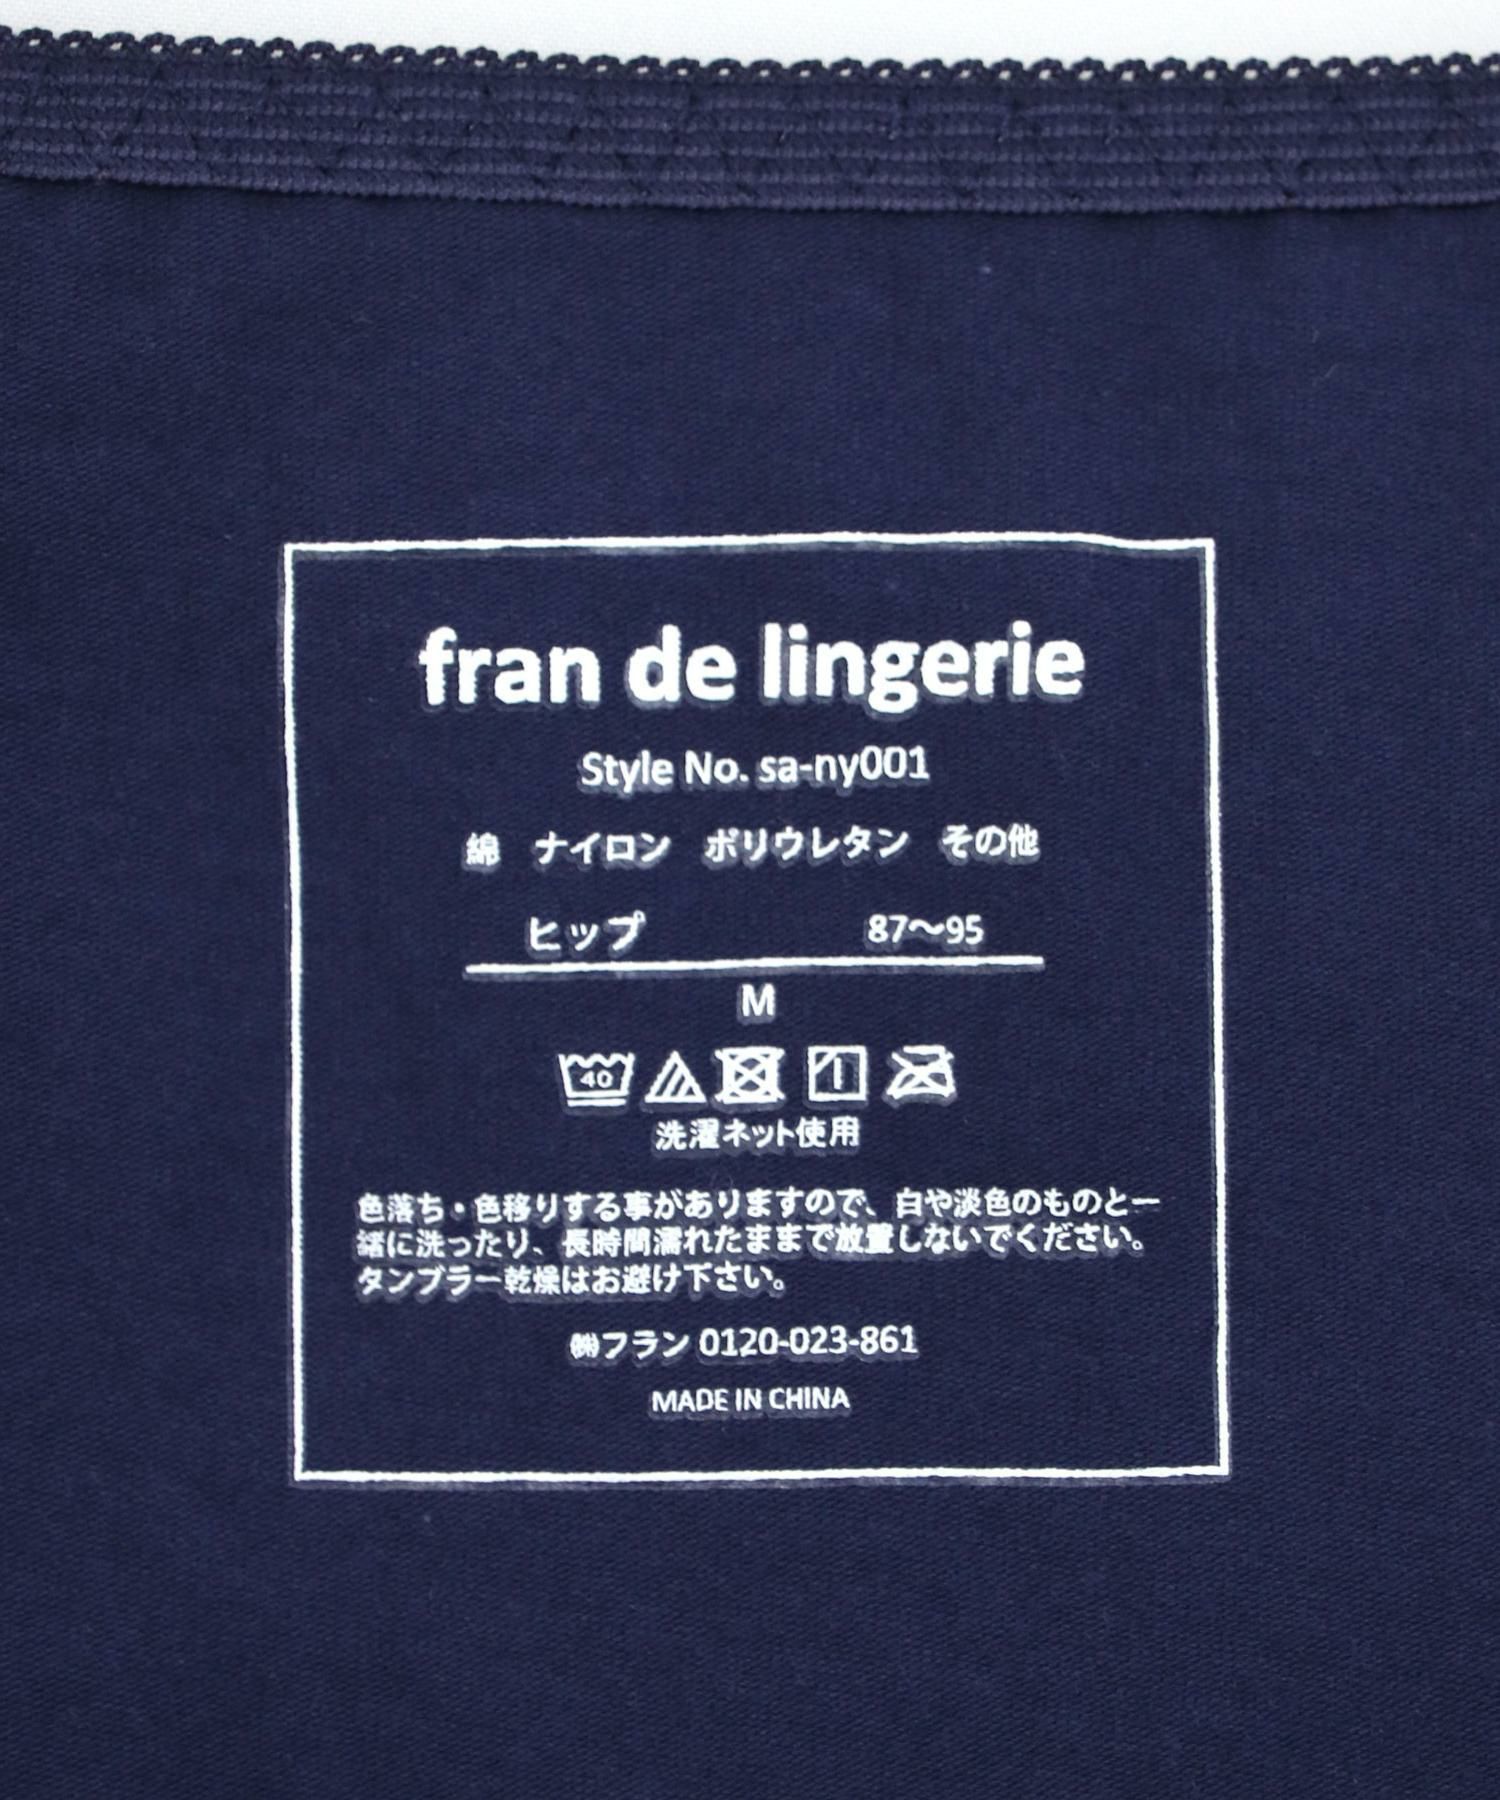 fran de lingerie
Style No. sa-ny001
綿　ナイロン　ポリウレタン　その他
ヒップ　87〜95
M
40
洗濯ネット使用
色落ち・色移りする事がありますので、白や淡色のものと一
緒に洗ったり、長時間濡れたままで放置しないでください。
タンブラー乾燥はお避け下さい。
㈱フラン 0120-023-861
MADE IN CHINA